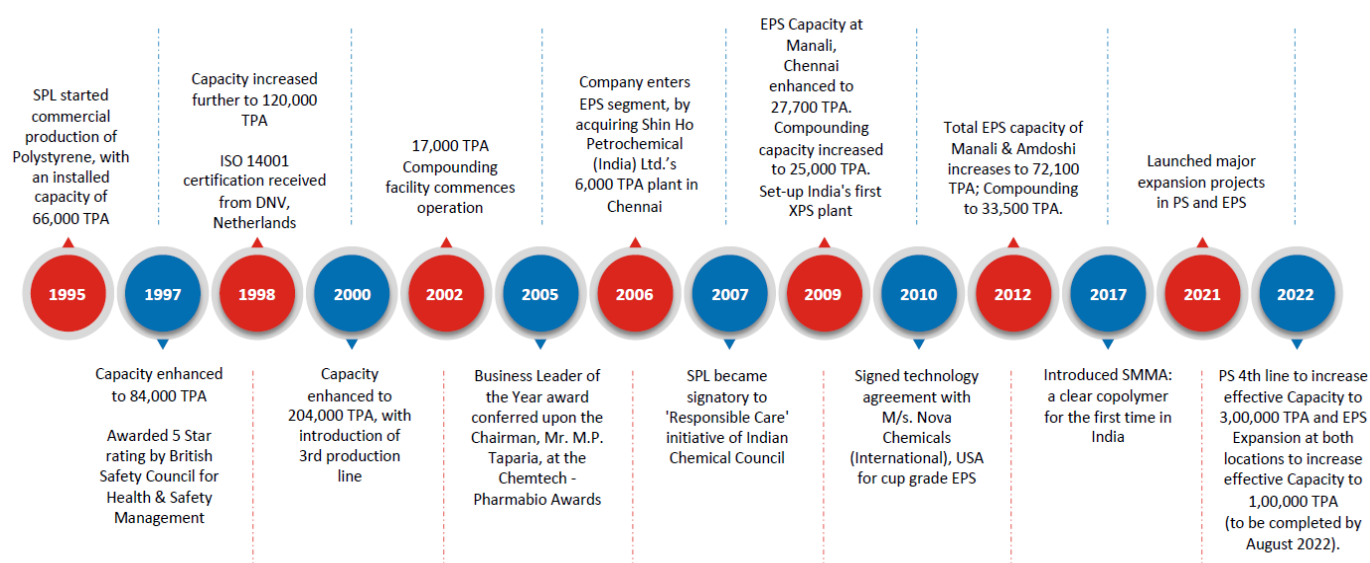 SPL started
commercial
production of
Polystyrene, with
an installed
capacity of
66,000 TPA
Capacity increased
further to 120,000
TPA
ISO 14001
certification received
from DNV,
Netherlands
17,000 TPA
Compounding
facility commences
operation
Company enters
EPS segment, by
acquiring Shin Ho
Petrochemical
(India) Ltd.'s
6,000 TPA plant in
Chennai
EPS Capacity at
Manali,
Chennai
enhanced to
27,700 TPA.
Compounding
capacity increased
to 25,000 TPA.
Set-up India's first
XPS plant
Total EPS capacity of
Manali & Amdoshi
increases to 72,100
TPA; Compounding
to 33,500 TPA.
Launched major
expansion projects
in PS and EPS
1995
1997
1998
2000
2002
2005
2006
2007
2009
2010
2012
2017
2021
2022
Capacity enhanced
to 84,000 TPA
Awarded 5 Star
rating by British
Safety Council for
Health & Safety
Management
Capacity
enhanced to
204,000 TPA, with
introduction of
3rd production
line
Business Leader of
the Year award
conferred upon the
Chairman, Mr. M.P.
Taparia, at the
Chemtech -
Pharmabio Awards
SPL became
signatory to
'Responsible Care'
initiative of Indian
Chemical Council
Signed technology
agreement with
M/s. Nova
Chemicals
(International), USA
for cup grade EPS
Introduced SMMA:
a clear copolymer
for the first time in
India
PS 4th line to increase
effective Capacity to
3,00,000 TPA and EPS
Expansion at both
locations to increase
effective Capacity to
1,00,000 TPA
(to be completed by
August 2022).